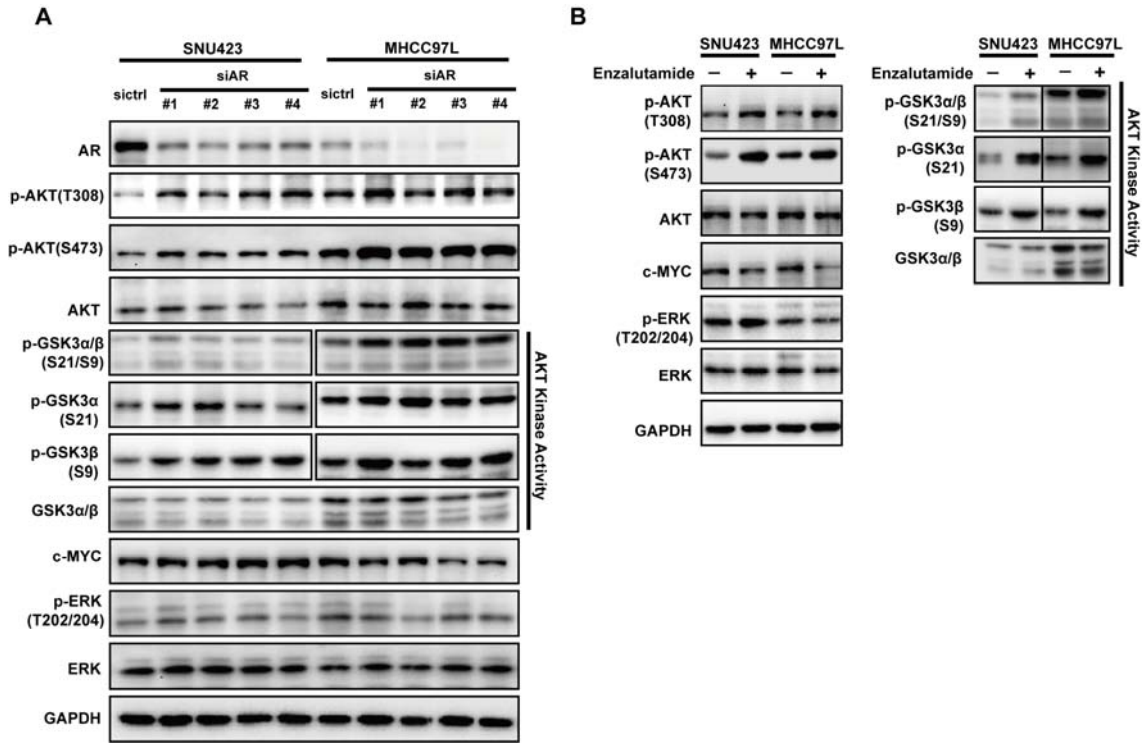 A
SNU423
MHCC97L
siAR
siAR
sictrl
#1 #2 #3 #4
sictrl
#1 #2 #3 #4
AR
p-AKT(T308)
p-AKT(S473)
AKT
p-GSK3α/β
(S21/S9)
p-GSK3α
(S21)
p-GSK3β
(S9)
GSK3α/β
AKT Kinase Activity
c-MYC
p-ERK
(T202/204)
ERK
GAPDH
B
SNU423 MHCC97L
Enzalutamide − + − +
p-AKT
(T308)
p-AKT
(S473)
AKT
c-MYC
p-ERK
(T202/204)
ERK
GAPDH
SNU423 MHCC97L
Enzalutamide − + − +
p-GSK3α/β
(S21/S9)
p-GSK3α
(S21)
p-GSK3β
(S9)
GSK3α/β
AKT Kinase Activity